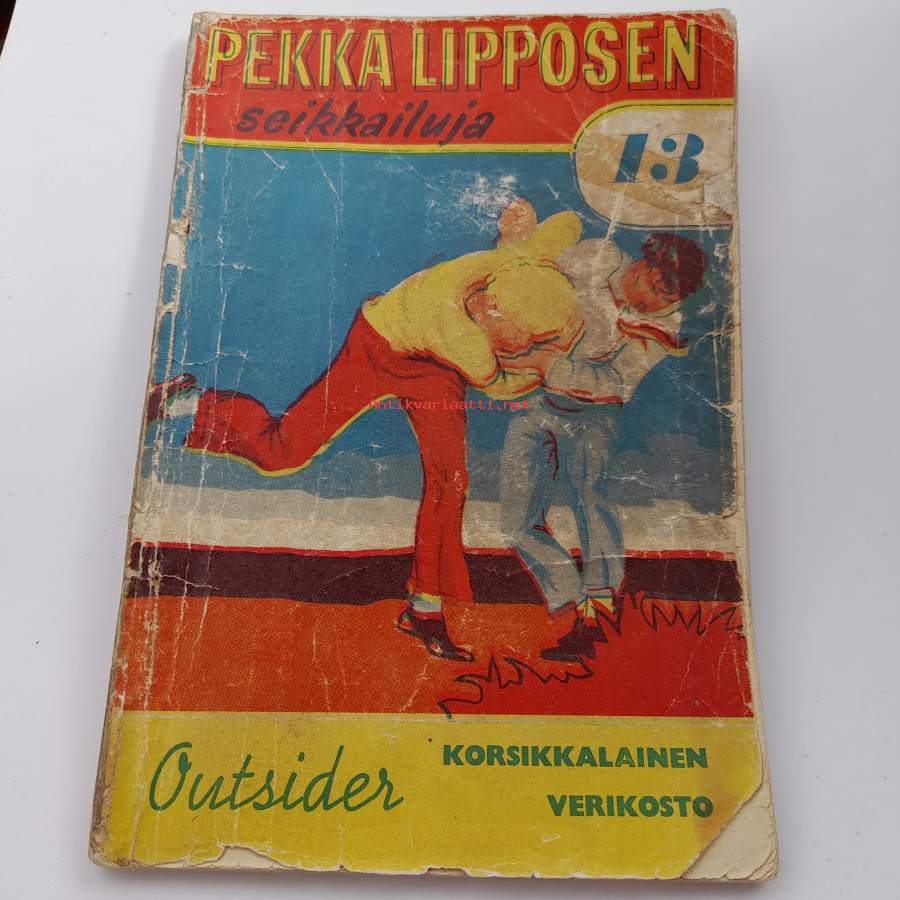 PEKKA LIPPOSEN
seikkailuja
13
Antikvariaatti.net
Outsider
KORSIKKALAINEN
VERIKOSTO